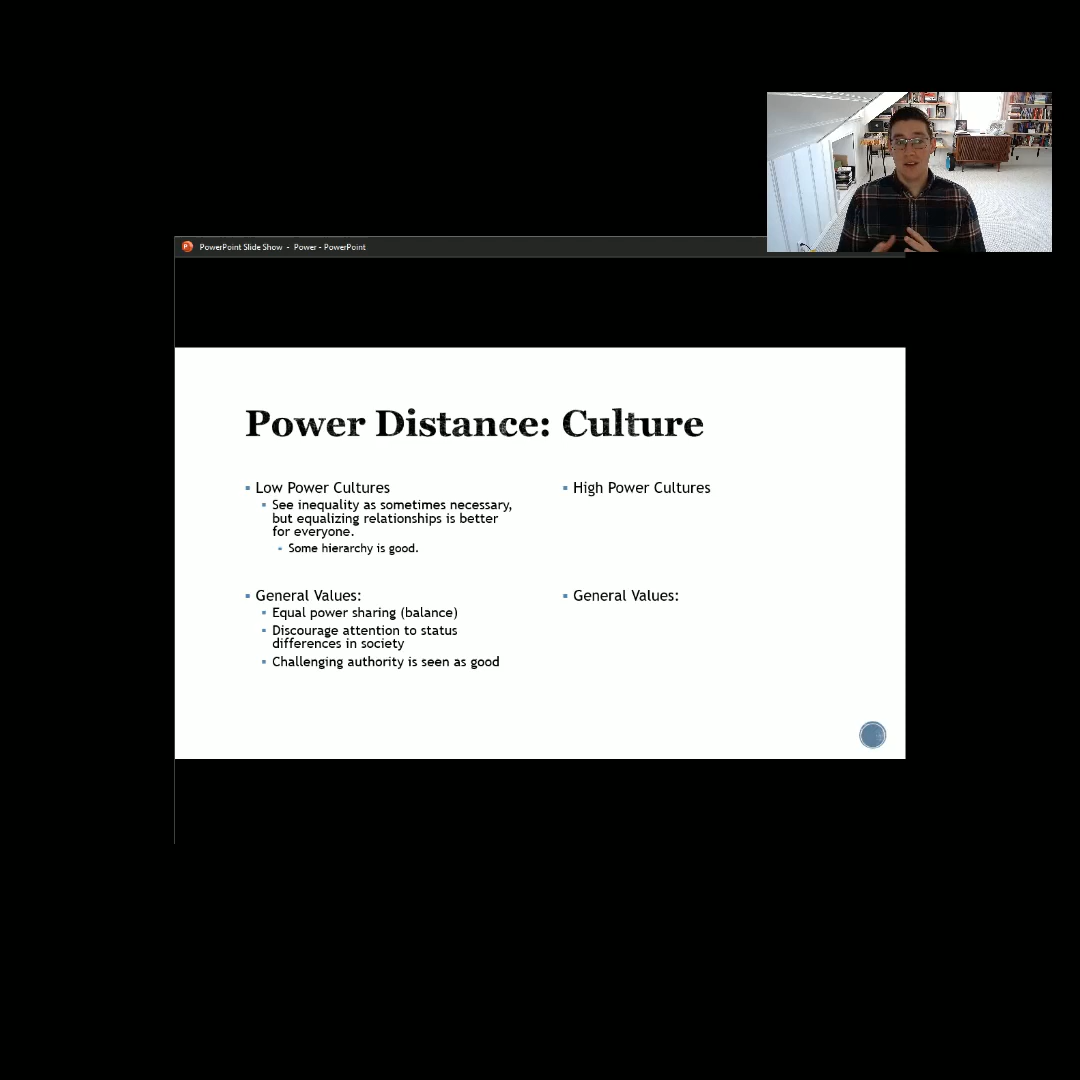 PowerPoint Slide Show - Power - PowerPoint
Power Distance: Culture
Low Power Cultures
See inequality as sometimes necessary,
but equalizing relationships is better
for everyone.
Some hierarchy is good.
General Values:
Equal power sharing (balance)
Discourage attention to status
differences in society
Challenging authority is seen as good
High Power Cultures
General Values: